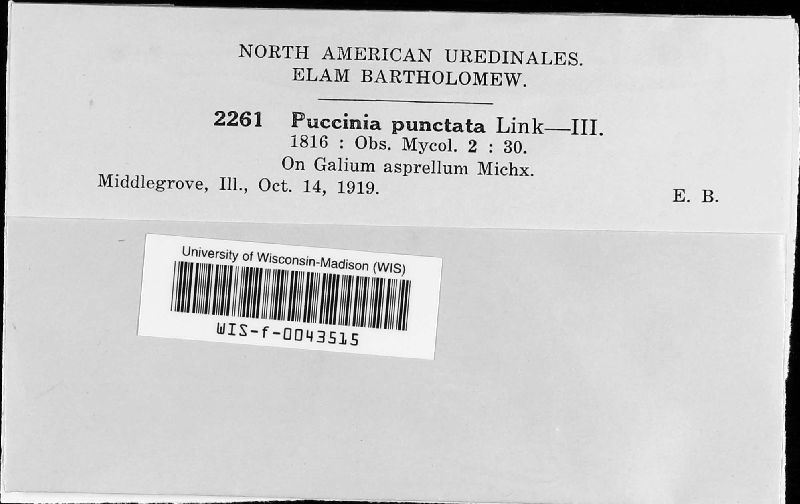 NORTH AMERICAN UREDINALES.
ELAM BARTHOLOMEW.
2261 Puccinia punctata Link—III.
1816 : Obs. Mycol. 2 : 30.
On Galium asprellum Michx.
Middlegrove, Ill., Oct. 14, 1919.
E. B.
University of Wisconsin-Madison (WIS)
WIS-f-0043515